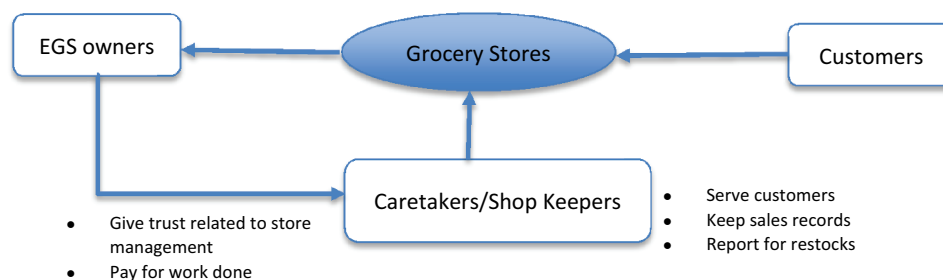 EGS owners
Grocery Stores
Customers
Caretakers/Shop Keepers
• Give trust related to store
management
• Pay for work done
• Serve customers
• Keep sales records
• Report for restocks